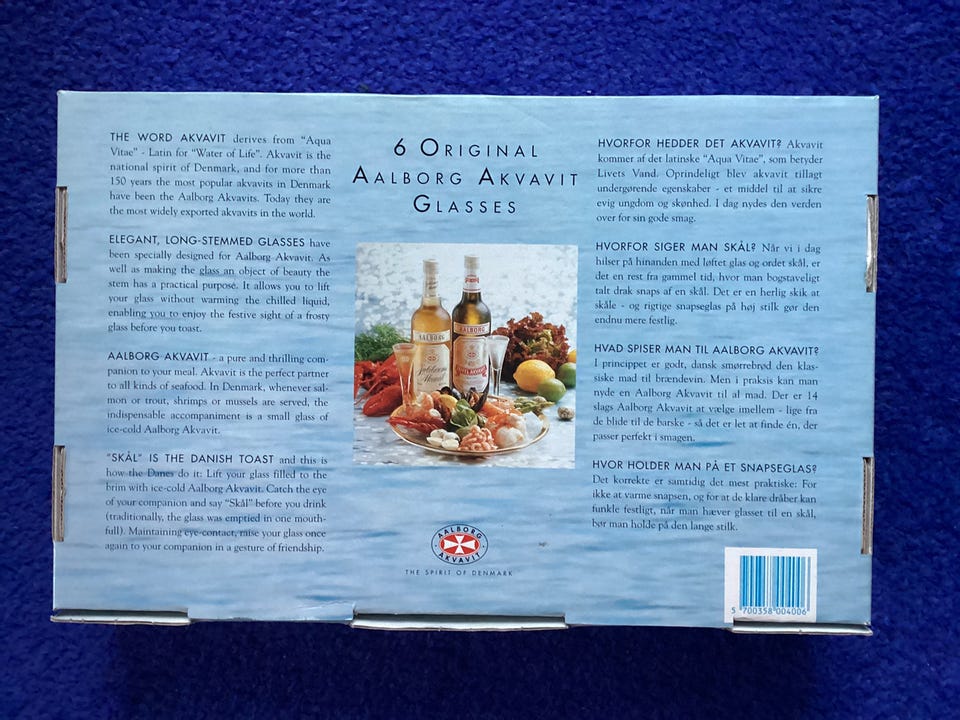 THE WORD AKVAVIT derives from "Aqua
Vitae" - Latin for "Water of Life". Akvavit is the
national spirit of Denmark, and for more than
150 years the most popular akvavits in Denmark
have been the Aalborg Akvavits. Today they are
the most widely exported akvavits in the world.
ELEGANT, LONG-STEMMED GLASSES have
been specially designed for Aalborg Akvavit. As
well as making the glass an object of beauty the
stem has a practical purpose. It allows you to lift
your glass without warming the chilled liquid,
enabling you to enjoy the festive sight of a frosty
glass before you toast.
AALBORG AKVAVIT - a pure and thrilling com-
panion to your meal. Akvavit is the perfect partner
to all kinds of seafood. In Denmark, whenever sal-
mon or trout, shrimps or mussels are served, the
indispensable accompaniment is a small glass of
ice-cold Aalborg Akvavit.
"SKÅL" IS THE DANISH TOAST and this is
how the Danes do it: Lift your glass filled to the
brim with ice-cold Aalborg Akvavit. Catch the eye
of your companion and say "Skål" before you drink
(traditionally, the glass was emptied in one mouth-
full). Maintaining eye-contact, raise your glass once
again to your companion in a gesture of friendship.
6 ORIGINAL
AALBORG AKVAVIT
GLASSES
AALBORG
Jubilæums
Akvavit
AALBORG
AALBORG
AKVAVIT
THE SPIRIT OF DENMARK
HVORFOR HEDDER DET AKVAVIT? Akvavit
kommer af det latinske "Aqua Vitae", som betyder
Livets Vand. Oprindeligt blev akvavit tillagt
undergørende egenskaber - et middel til at sikre
evig ungdom og skønhed. I dag nydes den verden
over for sin gode smag.
HVORFOR SIGER MAN SKÅL? Når vi i dag
hilser på hinanden med løftet glas og ordet skål, er
det en rest fra gammel tid, hvor man bogstaveligt
talt drak snaps af en skål. Det er en herlig skik at
skåle - og rigtige snapseglas på høj stilk gør den
endnu mere festlig.
HVAD SPISER MAN TIL AALBORG AKVAVIT?
I princippet er godt, dansk smørrebrød den klas-
siske mad til brændevin. Men i praksis kan man
nyde en Aalborg Akvavit til al mad. Der er 14
slags Aalborg Akvavit at vælge imellem - lige fra
de blide til de barske - så det er let at finde én, der
passer perfekt i smagen.
HVOR HOLDER MAN PÅ ET SNAPSEGLAS?
Det korrekte er samtidig det mest praktiske: For
ikke at varme snapsen, og for at de klare dråber kan
funkle festligt, når man hæver glasset til en skål,
bør man holde på den lange stilk.
5 700358 004006